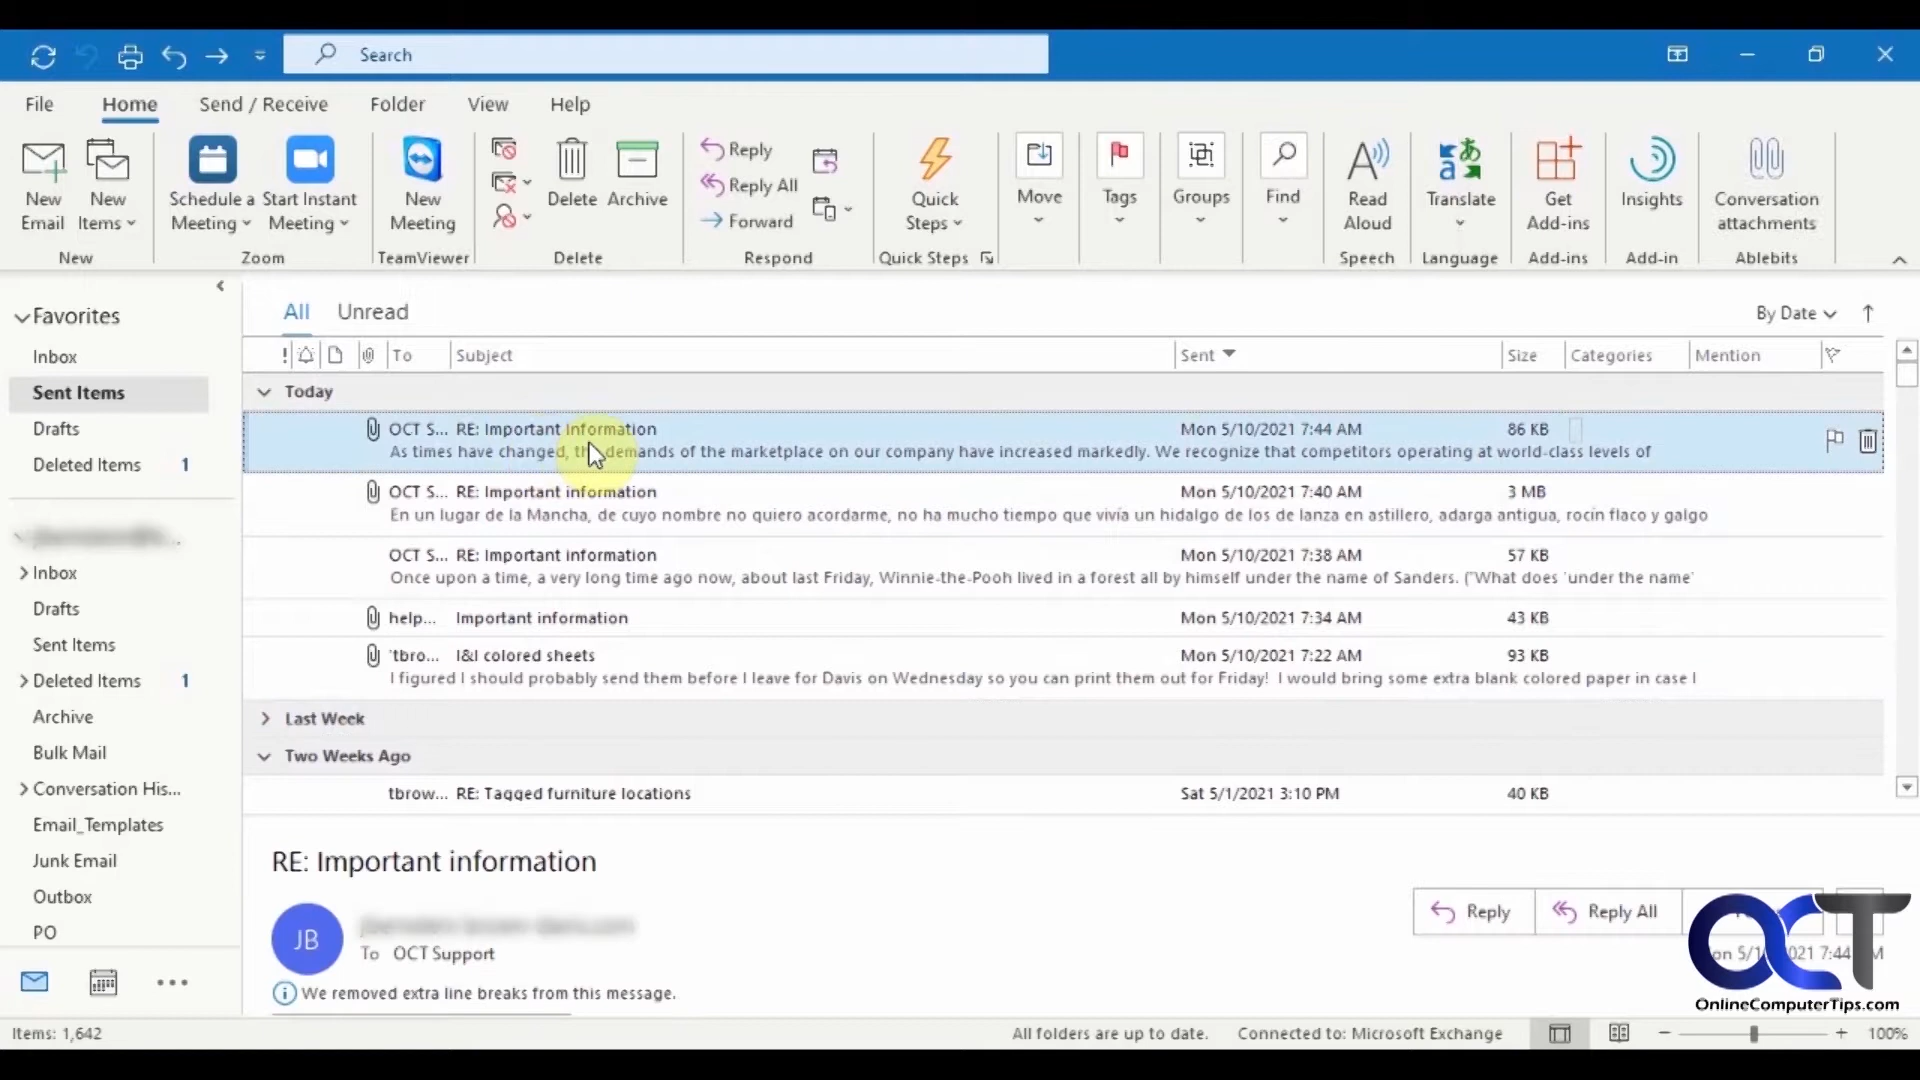 Search
File Home Send / Receive Folder View Help
New Email
New Items
New
Schedule a Meeting
Start Instant Meeting
Zoom
New Meeting
TeamViewer
Delete
Archive
Delete
Reply
Reply All
Forward
Respond
Quick Steps
Quick Steps
Move
Tags
Groups
Find
Read Aloud
Speech
Translate
Language
Get Add-ins
Add-ins
Insights
Add-in
Conversation attachments
Ablebits
Favorites
Inbox
Sent Items
Drafts
Deleted Items 1
Inbox
Drafts
Sent Items
Deleted Items 1
Archive
Bulk Mail
Conversation His...
Email_Templates
Junk Email
Outbox
PO
All Unread By Date
! To Subject Sent Size Categories Mention
Today
OCT S... RE: Important information Mon 5/10/2021 7:44 AM 86 KB
As times have changed, the demands of the marketplace on our company have increased markedly. We recognize that competitors operating at world-class levels of
OCT S... RE: Important information Mon 5/10/2021 7:40 AM 3 MB
En un lugar de la Mancha, de cuyo nombre no quiero acordarme, no ha mucho tiempo que vivía un hidalgo de los de lanza en astillero, adarga antigua, rocín flaco y galgo
OCT S... RE: Important information Mon 5/10/2021 7:38 AM 57 KB
Once upon a time, a very long time ago now, about last Friday, Winnie-the-Pooh lived in a forest all by himself under the name of Sanders. ("What does 'under the name'
help... Important information Mon 5/10/2021 7:34 AM 43 KB
'tbro... I&I colored sheets Mon 5/10/2021 7:22 AM 93 KB
I figured I should probably send them before I leave for Davis on Wednesday so you can print them out for Friday! I would bring some extra blank colored paper in case I
Last Week
Two Weeks Ago
tbrow... RE: Tagged furniture locations Sat 5/1/2021 3:10 PM 40 KB
RE: Important information
JB
To OCT Support
Reply Reply All
We removed extra line breaks from this message.
OCT
OnlineComputerTips.com
Items: 1,642 All folders are up to date. Connected to: Microsoft Exchange 100%